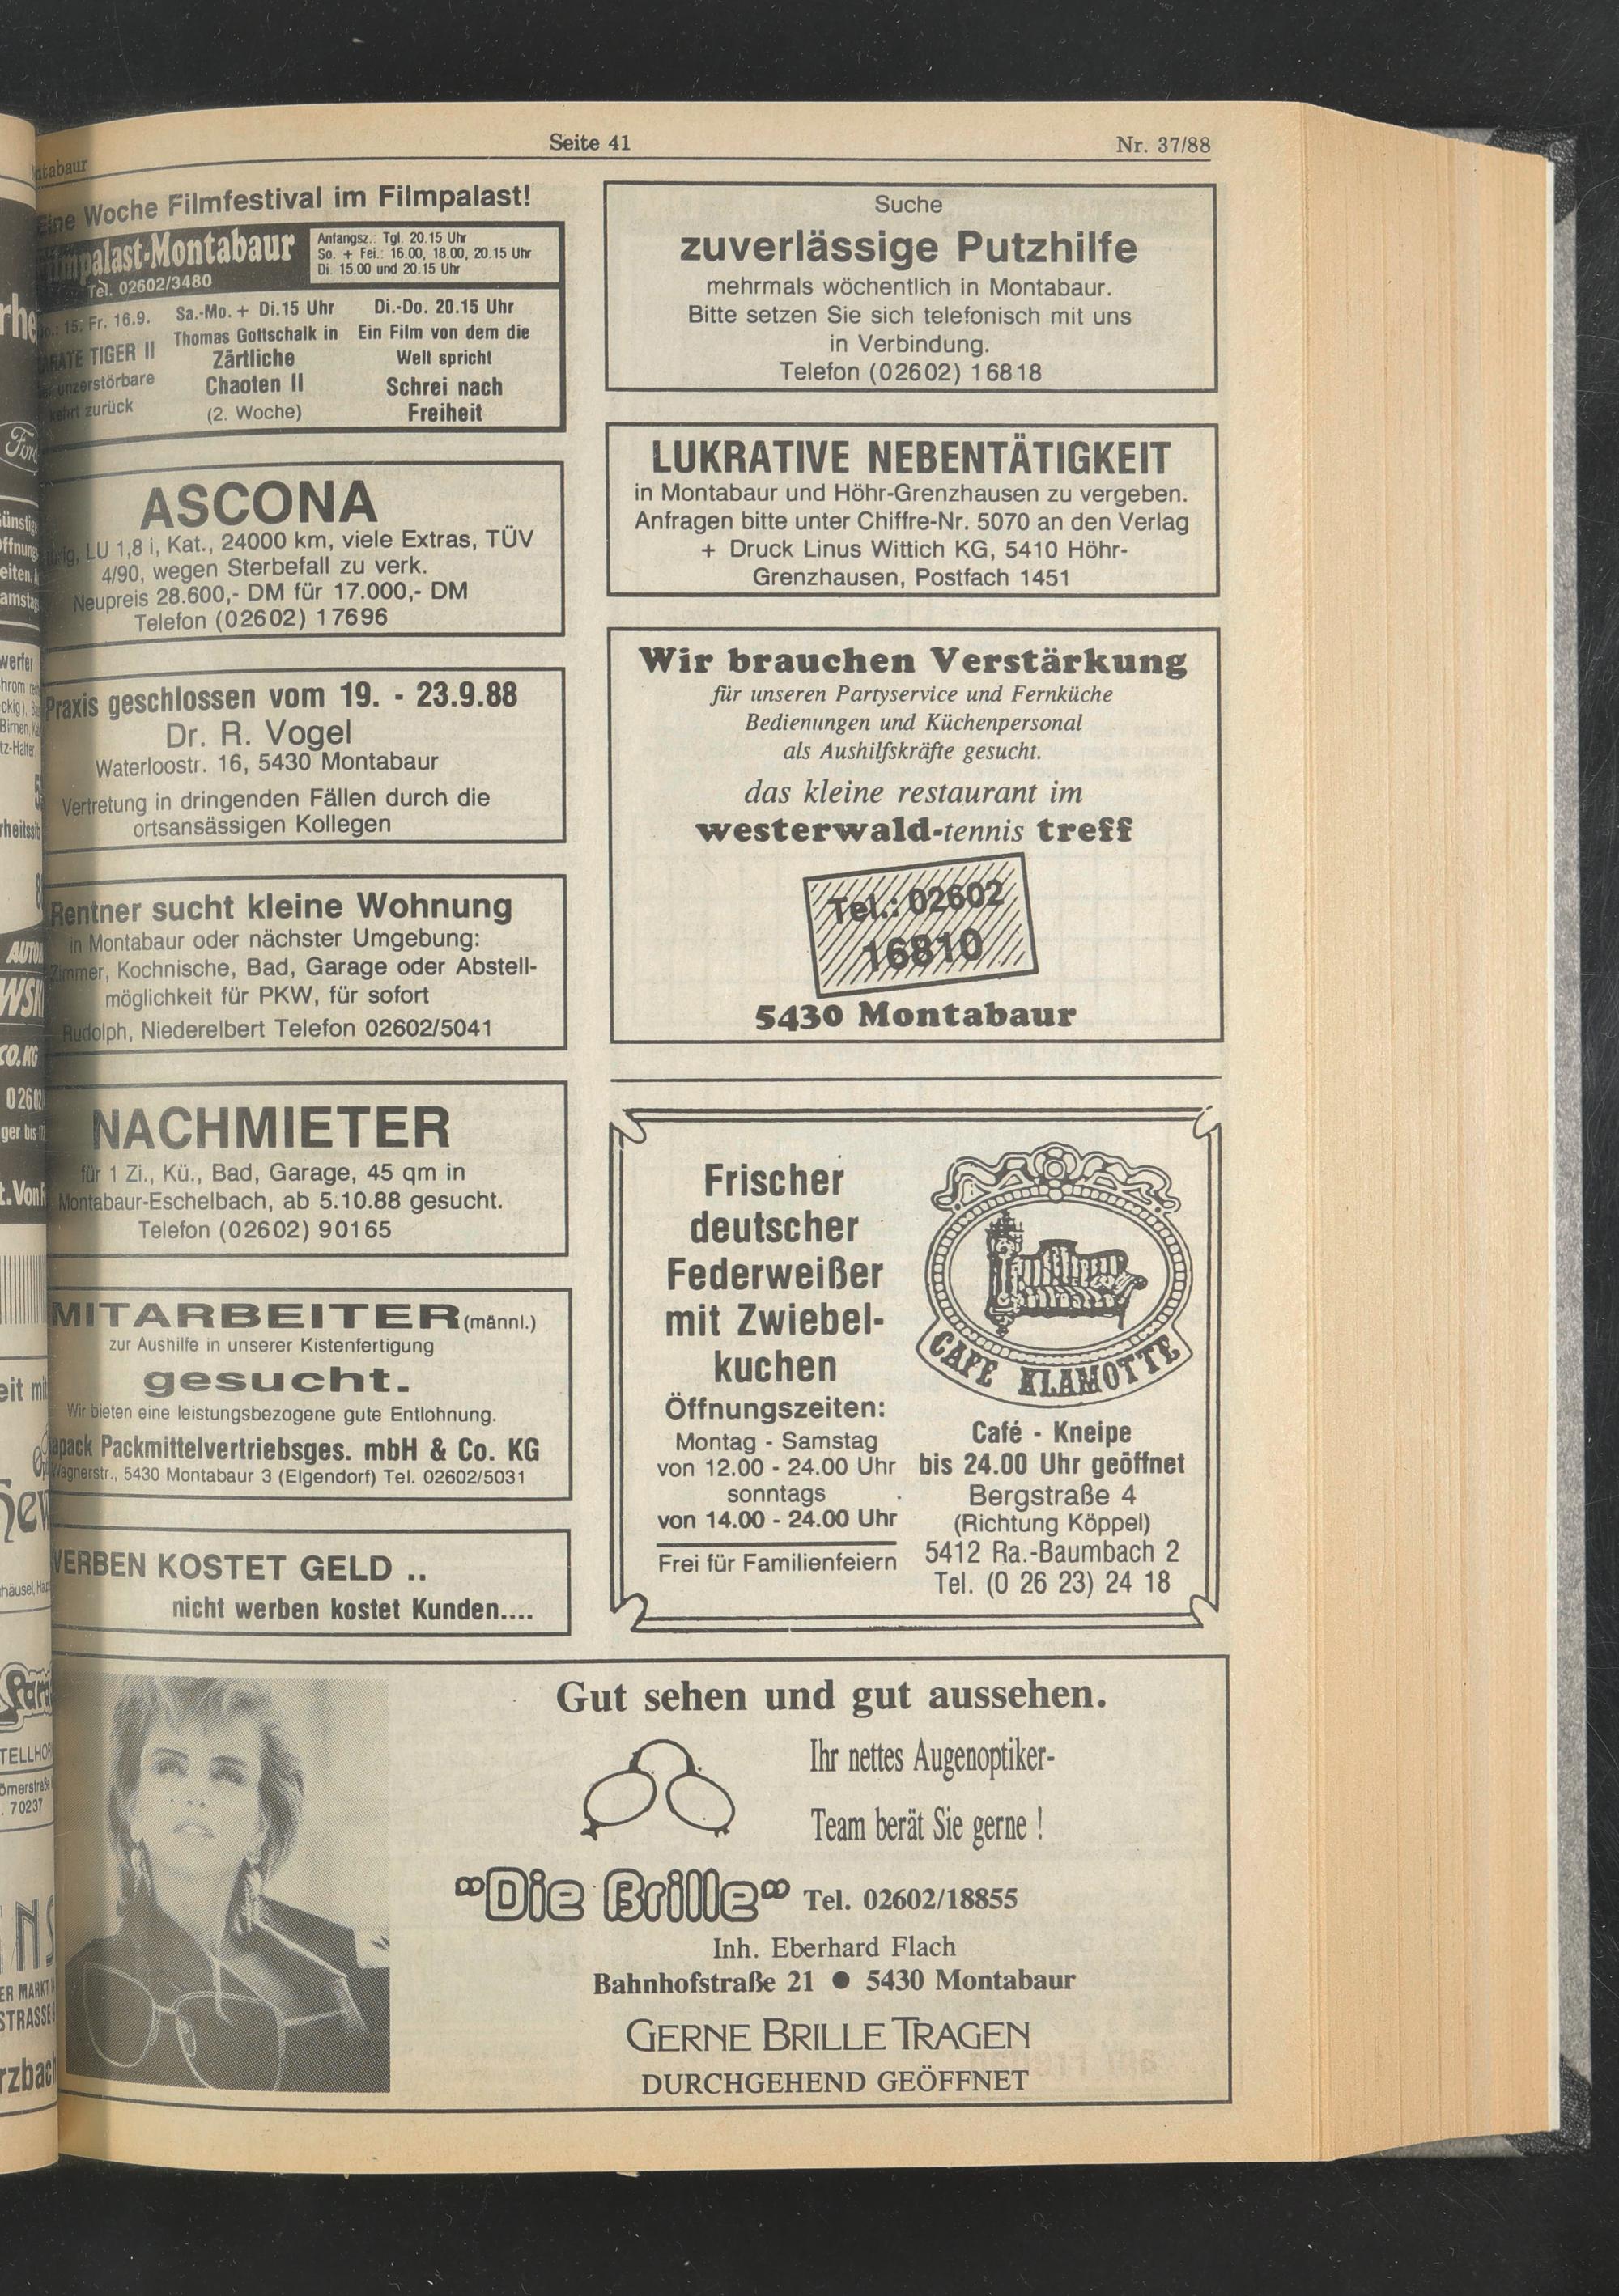 Seite 41
Nr. 37/88
Eine Woche Filmfestival im Filmpalast!
Filmpalast-Montabaur
Tel. 02602/3480
Anfangsz.: Tgl. 20.15 Uhr
So. + Fei.: 16.00, 18.00, 20.15 Uhr
Di. 15.00 und 20.15 Uhr
Fr. 16.9.
TIGER II
unzerstörbare
kehrt zurück
Sa.-Mo. + Di.15 Uhr
Thomas Gottschalk in
Zärtliche
Chaoten II
(2. Woche)
Di.-Do. 20.15 Uhr
Ein Film von dem die
Welt spricht
Schrei nach
Freiheit
ASCONA
LU 1,8 i, Kat., 24000 km, viele Extras, TÜV
4/90, wegen Sterbefall zu verk.
Neupreis 28.600,- DM für 17.000,- DM
Telefon (02602) 17696
Praxis geschlossen vom 19. - 23.9.88
Dr. R. Vogel
Waterloostr. 16, 5430 Montabaur
Vertretung in dringenden Fällen durch die
ortsansässigen Kollegen
Rentner sucht kleine Wohnung
in Montabaur oder nächster Umgebung:
Zimmer, Kochnische, Bad, Garage oder Abstell-
möglichkeit für PKW, für sofort
Rudolph, Niederelbert Telefon 02602/5041
NACHMIETER
für 1 Zi., Kü., Bad, Garage, 45 qm in
Montabaur-Eschelbach, ab 5.10.88 gesucht.
Telefon (02602) 90165
MITARBEITER (männl.)
zur Aushilfe in unserer Kistenfertigung
gesucht.
Wir bieten eine leistungsbezogene gute Entlohnung.
Packmittelvertriebsges. mbH & Co. KG
Wagnerstr., 5430 Montabaur 3 (Elgendorf) Tel. 02602/5031
WERBEN KOSTET GELD ..
nicht werben kostet Kunden....
Suche
zuverlässige Putzhilfe
mehrmals wöchentlich in Montabaur.
Bitte setzen Sie sich telefonisch mit uns
in Verbindung.
Telefon (02602) 16818
LUKRATIVE NEBENTÄTIGKEIT
in Montabaur und Höhr-Grenzhausen zu vergeben.
Anfragen bitte unter Chiffre-Nr. 5070 an den Verlag
+ Druck Linus Wittich KG, 5410 Höhr-
Grenzhausen, Postfach 1451
Wir brauchen Verstärkung
für unseren Partyservice und Fernküche
Bedienungen und Küchenpersonal
als Aushilfskräfte gesucht.
das kleine restaurant im
westerwald-tennis treff
Tel.: 02602
16810
5430 Montabaur
Frischer
deutscher
Federweißer
mit Zwiebel-
kuchen
Öffnungszeiten:
Montag - Samstag
von 12.00 - 24.00 Uhr
sonntags
von 14.00 - 24.00 Uhr
Frei für Familienfeiern
CAFE KLAMOTTE
Café - Kneipe
bis 24.00 Uhr geöffnet
Bergstraße 4
(Richtung Köppel)
5412 Ra.-Baumbach 2
Tel. (0 26 23) 24 18
Gut sehen und gut aussehen.
Ihr nettes Augenoptiker-
Team berät Sie gerne !
"Die Brille" Tel. 02602/18855
Inh. Eberhard Flach
Bahnhofstraße 21 ● 5430 Montabaur
GERNE BRILLE TRAGEN
DURCHGEHEND GEÖFFNET